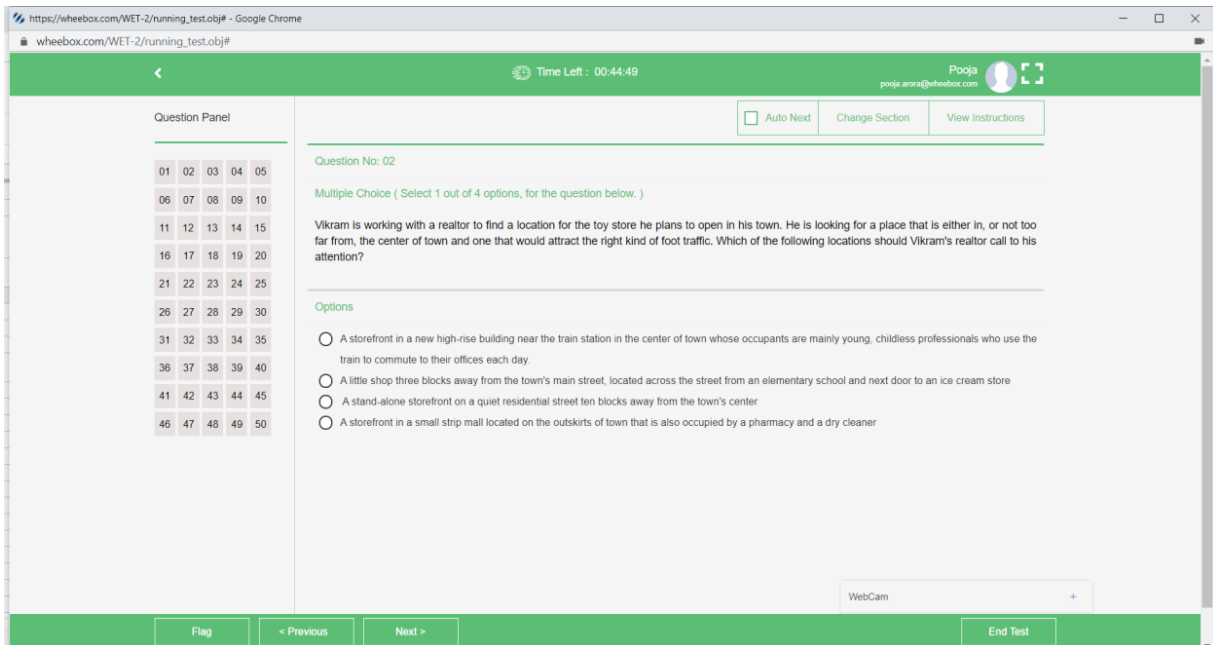 https://wheebox.com/WET-2/running_test.obj# - Google Chrome
wheebox.com/WET-2/running_test.obj#
Time Left : 00:44:49
Pooja
pooja.arora@wheebox.com
Question Panel
Auto Next
Change Section
View Instructions
01 02 03 04 05
06 07 08 09 10
11 12 13 14 15
16 17 18 19 20
21 22 23 24 25
26 27 28 29 30
31 32 33 34 35
36 37 38 39 40
41 42 43 44 45
46 47 48 49 50
Question No: 02
Multiple Choice ( Select 1 out of 4 options, for the question below. )
Vikram is working with a realtor to find a location for the toy store he plans to open in his town. He is looking for a place that is either in, or not too
far from, the center of town and one that would attract the right kind of foot traffic. Which of the following locations should Vikram's realtor call to his
attention?
Options
A storefront in a new high-rise building near the train station in the center of town whose occupants are mainly young, childless professionals who use the
train to commute to their offices each day.
A little shop three blocks away from the town's main street, located across the street from an elementary school and next door to an ice cream store
A stand-alone storefront on a quiet residential street ten blocks away from the town's center
A storefront in a small strip mall located on the outskirts of town that is also occupied by a pharmacy and a dry cleaner
WebCam +
Flag
< Previous
Next >
End Test